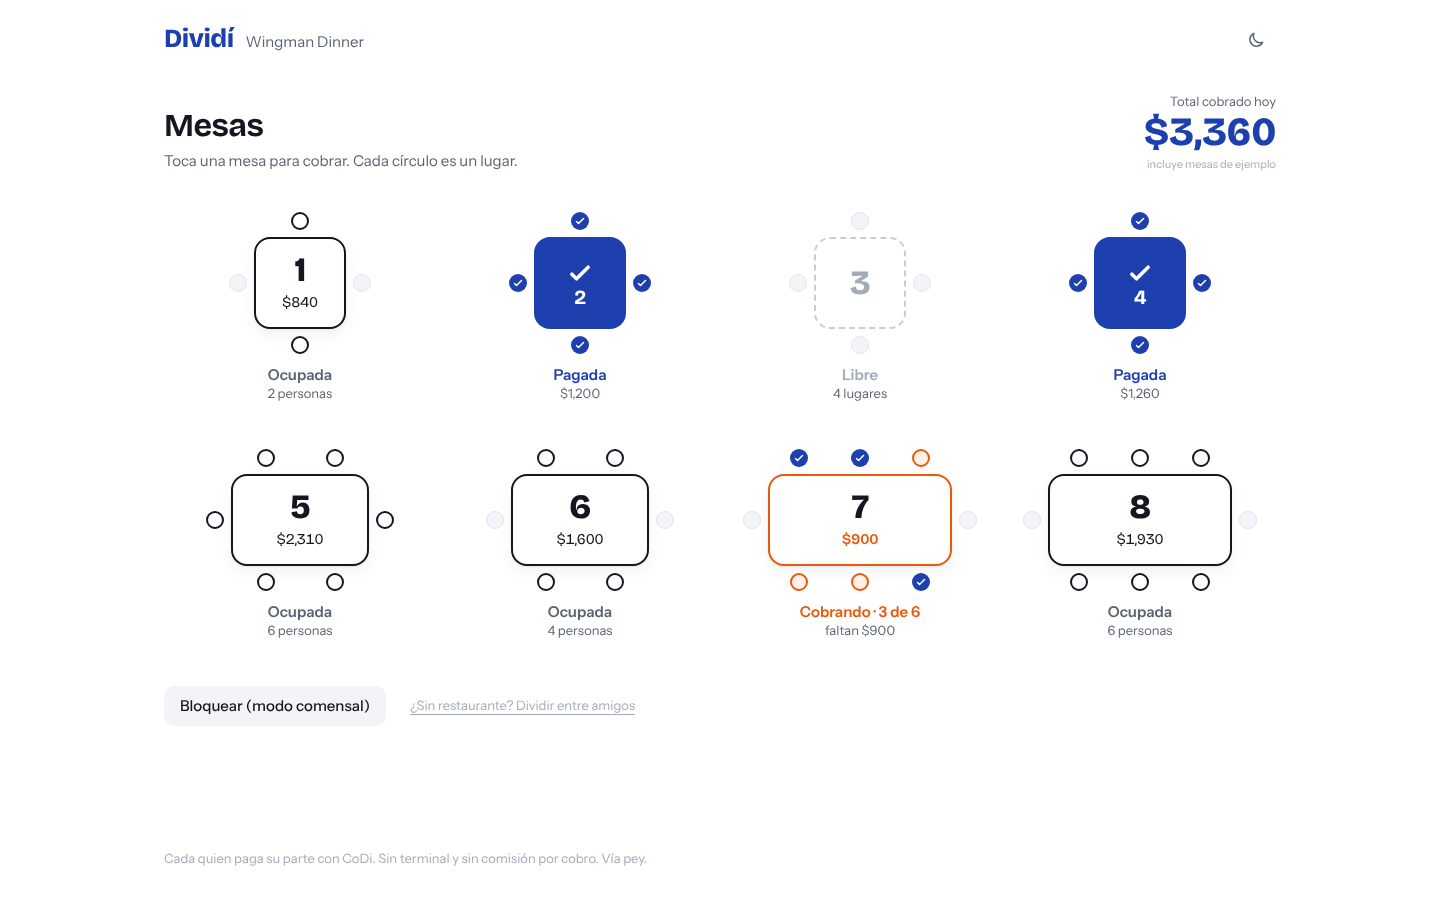 Dividí Wingman Dinner
Total cobrado hoy
Mesas
$3,360
Toca una mesa para cobrar. Cada círculo es un lugar.
incluye mesas de ejemplo
1
$840
Ocupada
2 personas
2
Pagada
$1,200
3
Libre
4 lugares
4
Pagada
$1,260
5
$2,310
Ocupada
6 personas
6
$1,600
Ocupada
4 personas
7
$900
Cobrando · 3 de 6
faltan $900
8
$1,930
Ocupada
6 personas
Bloquear (modo comensal)
¿Sin restaurante? Dividir entre amigos
Cada quien paga su parte con CoDi. Sin terminal y sin comisión por cobro. Vía pey.